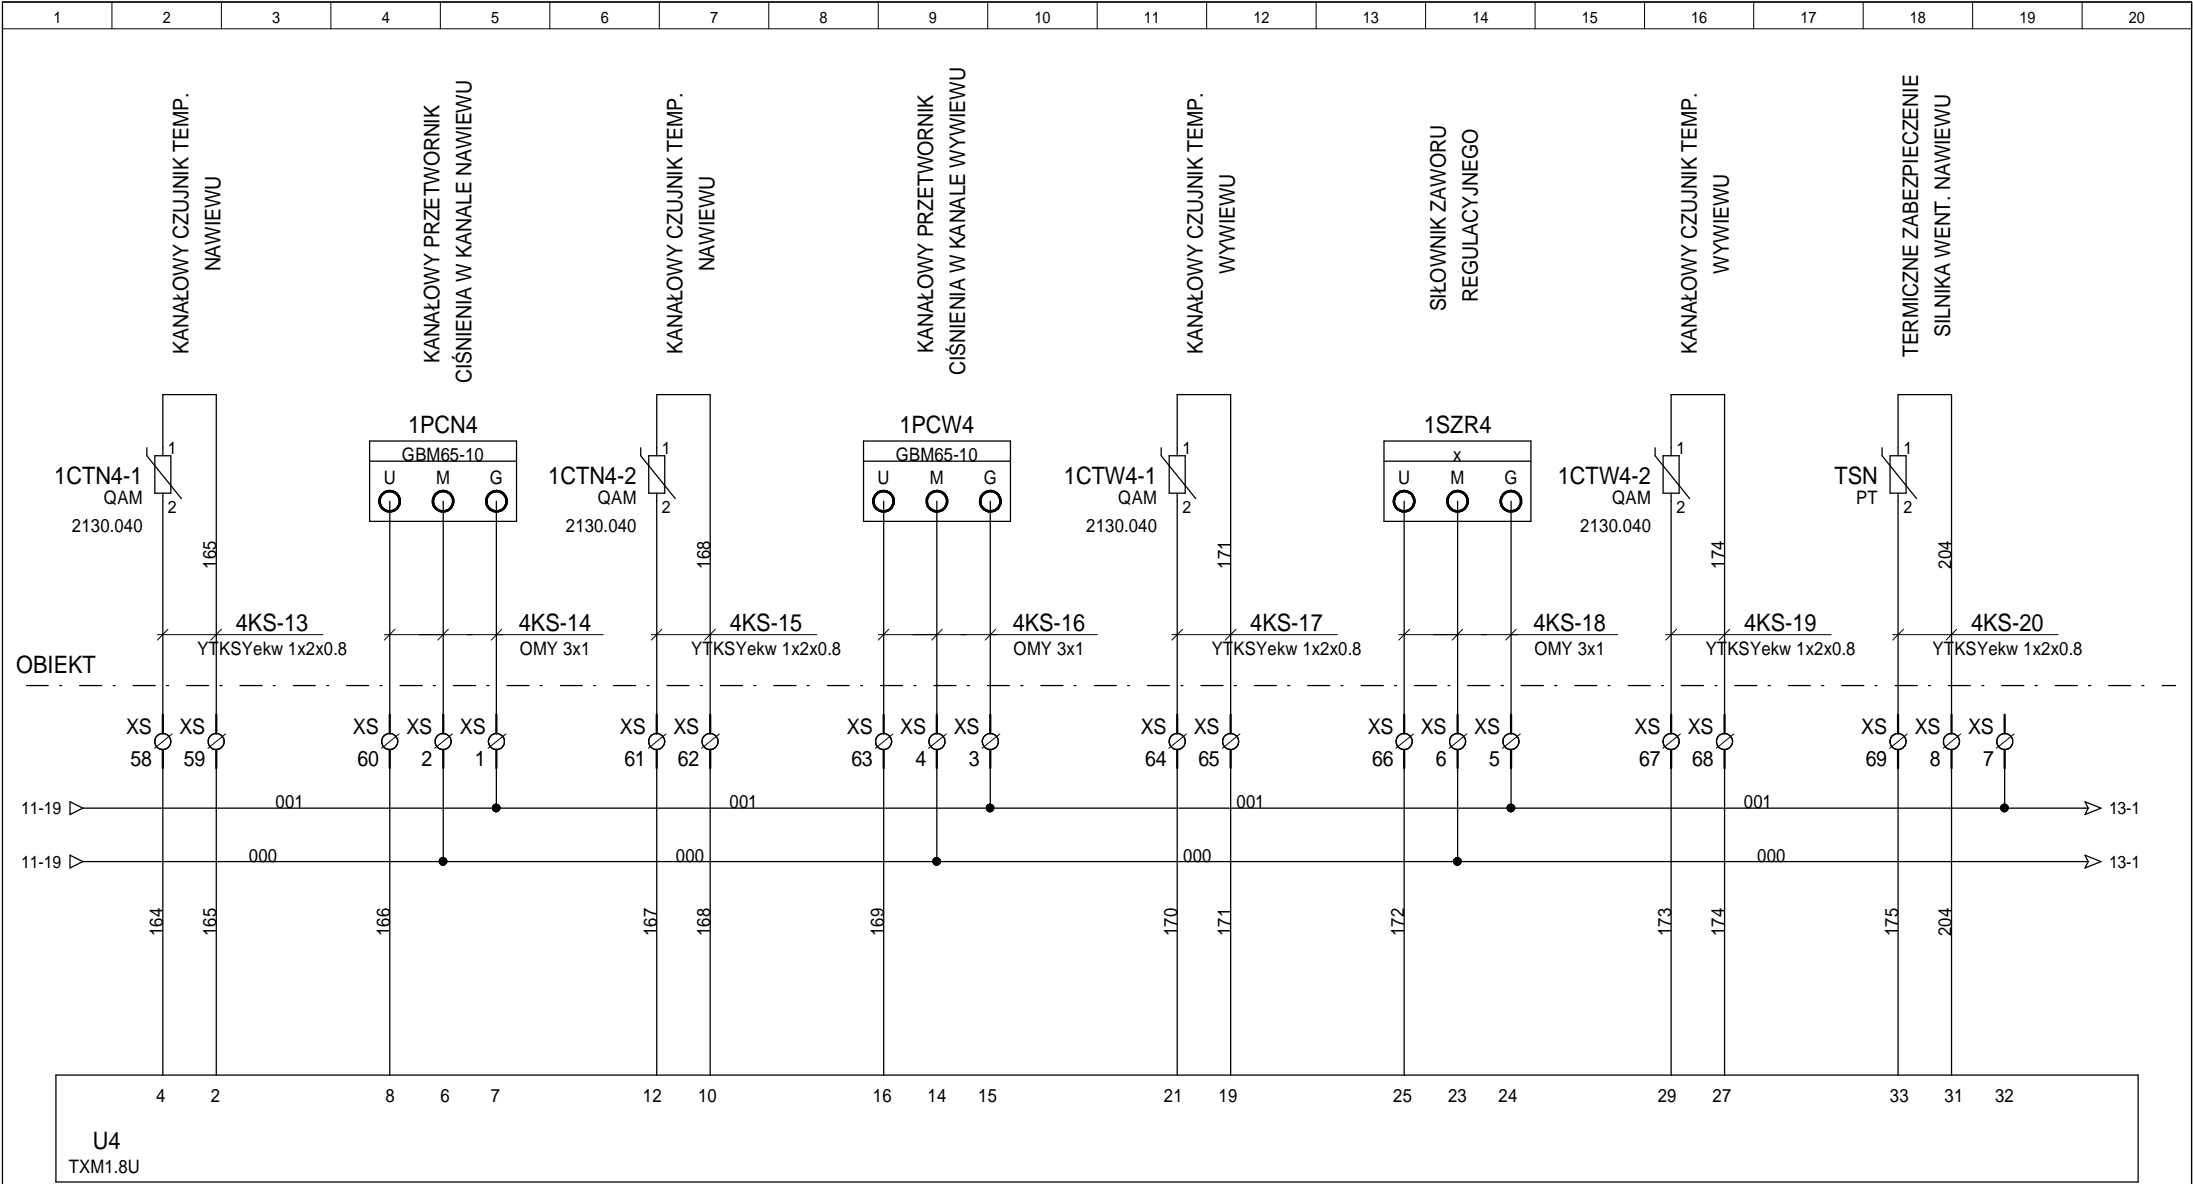 1 2 3 4 5 6 7 8 9 10 11 12 13 14 15 16 17 18 19 20
KANAŁOWY CZUJNIK TEMP.
NAWIEWU
KANAŁOWY PRZETWORNIK
CIŚNIENIA W KANALE NAWIEWU
KANAŁOWY CZUJNIK TEMP.
NAWIEWU
KANAŁOWY PRZETWORNIK
CIŚNIENIA W KANALE WYWIEWU
KANAŁOWY CZUJNIK TEMP.
WYWIEWU
SIŁOWNIK ZAWORU
REGULACYJNEGO
KANAŁOWY CZUJNIK TEMP.
WYWIEWU
TERMICZNE ZABEZPIECZENIE
SILNIKA WENT. NAWIEWU
1CTN4-1
QAM
2130.040
1
2
165
1PCN4
GBM65-10
U M G
1CTN4-2
QAM
2130.040
1
2
168
1PCW4
GBM65-10
U M G
1CTW4-1
QAM
2130.040
1
2
171
1SZR4
x
U M G
1CTW4-2
QAM
2130.040
1
2
174
TSN
PT
1
2
204
4KS-13
YTKSYekw 1x2x0.8
4KS-14
OMY 3x1
4KS-15
YTKSYekw 1x2x0.8
4KS-16
OMY 3x1
4KS-17
YTKSYekw 1x2x0.8
4KS-18
OMY 3x1
4KS-19
YTKSYekw 1x2x0.8
4KS-20
YTKSYekw 1x2x0.8
OBIEKT
XS XS XS XS XS XS XS XS XS XS XS XS XS XS XS XS XS XS XS XS
58 59 60 2 1 61 62 63 4 3 64 65 66 6 5 67 68 69 8 7
11-19 001 001 001 001 13-1
11-19 000 000 000 000 13-1
164 165 166 167 168 169 170 171 172 173 174 175 204
4 2 8 6 7 12 10 16 14 15 21 19 25 23 24 29 27 33 31 32
U4
TXM1.8U